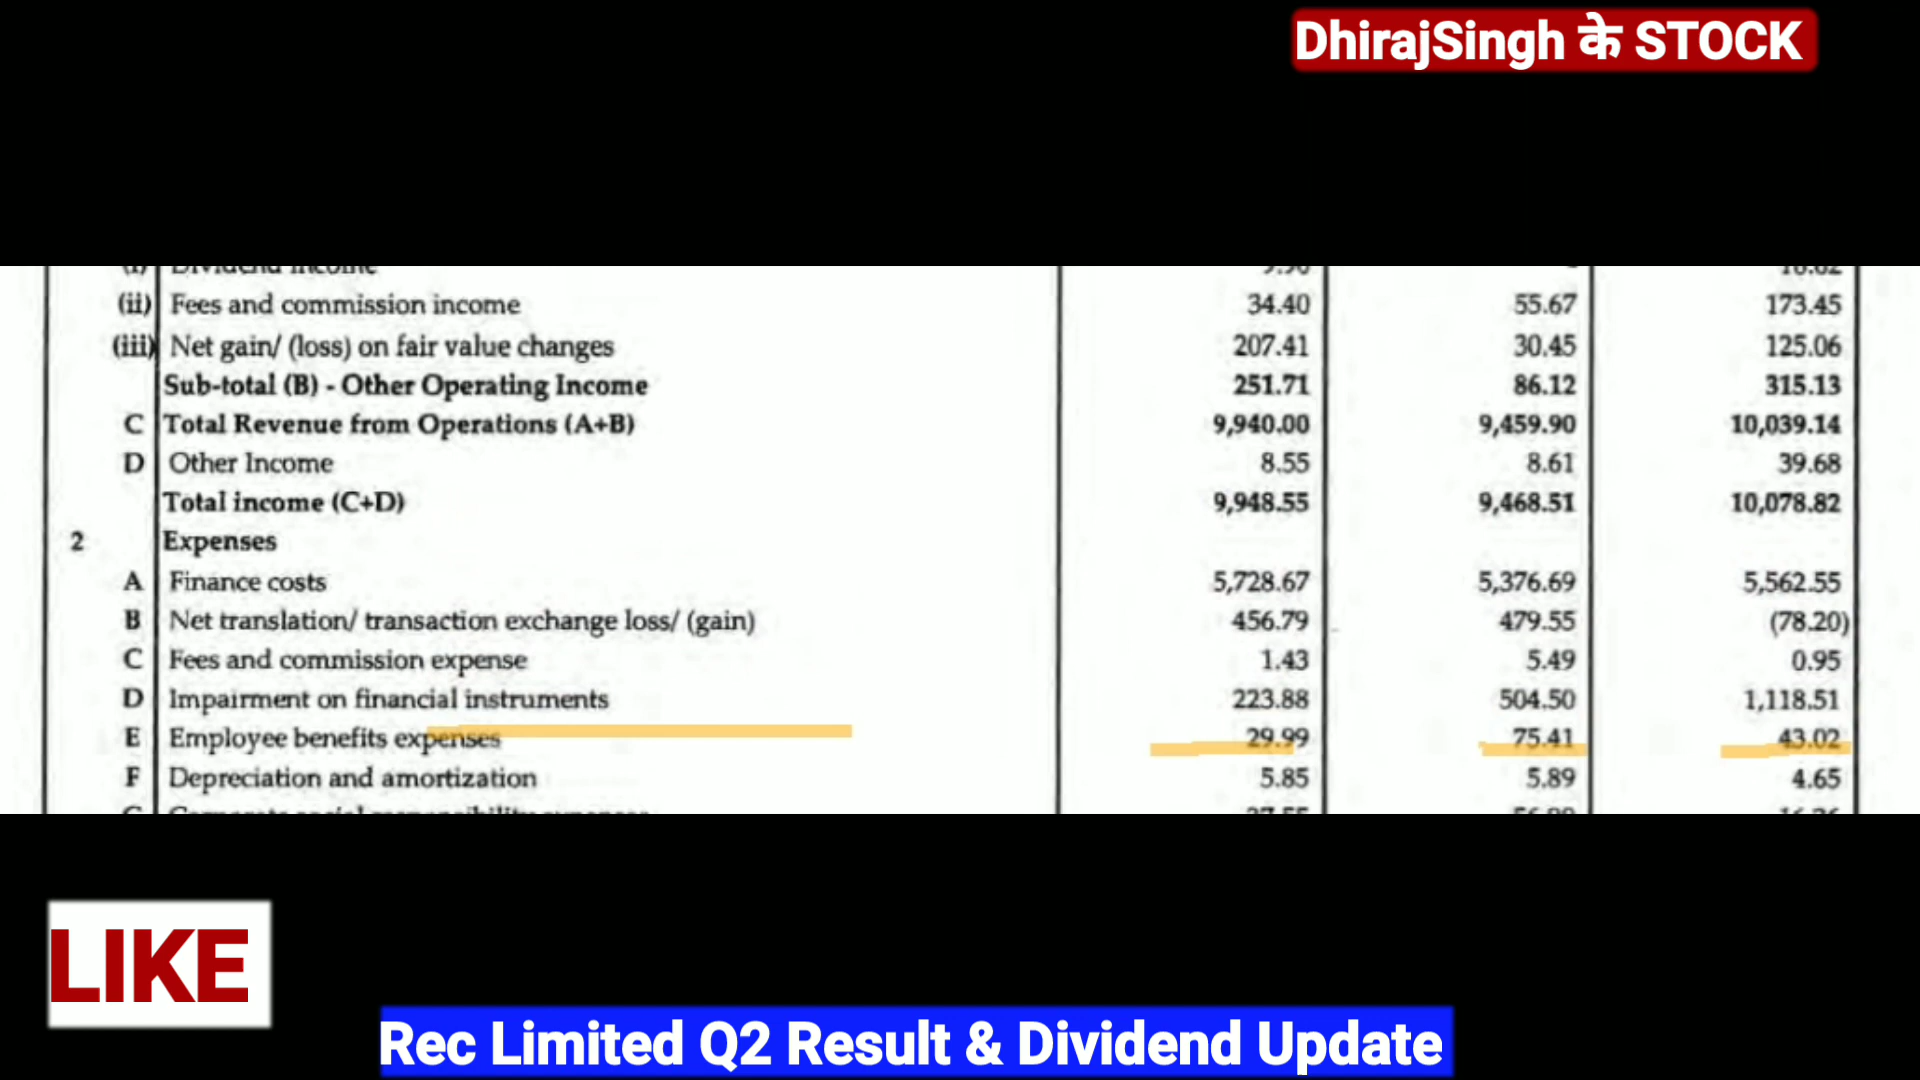 DhirajSingh के STOCK
(i) Dividend income
(ii) Fees and commission income 34.40 55.67 173.45
(iii) Net gain/ (loss) on fair value changes 207.41 30.45 125.06
Sub-total (B) - Other Operating Income 251.71 86.12 315.13
C Total Revenue from Operations (A+B) 9,940.00 9,459.90 10,039.14
D Other Income 8.55 8.61 39.68
Total income (C+D) 9,948.55 9,468.51 10,078.82
2 Expenses
A Finance costs 5,728.67 5,376.69 5,562.55
B Net translation/ transaction exchange loss/ (gain) 456.79 479.55 (78.20)
C Fees and commission expense 1.43 5.49 0.95
D Impairment on financial instruments 223.88 504.50 1,118.51
E Employee benefits expenses 29.99 75.41 43.02
F Depreciation and amortization 5.85 5.89 4.65
LIKE
Rec Limited Q2 Result & Dividend Update